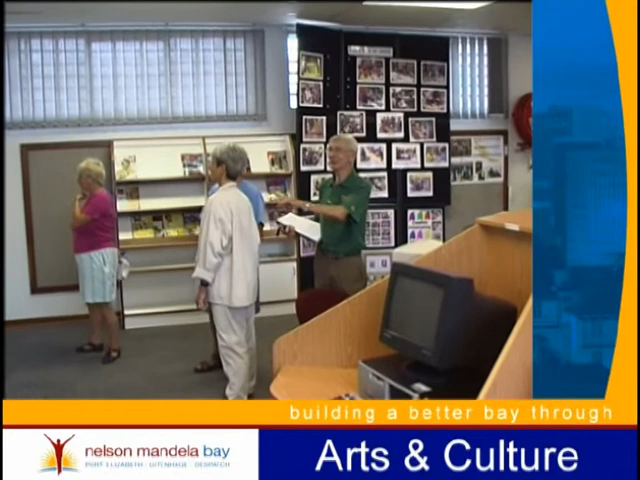 building a better bay through
nelson mandela bay
PORT ELIZABETH | UITENHAGE | DESPATCH
Arts & Culture